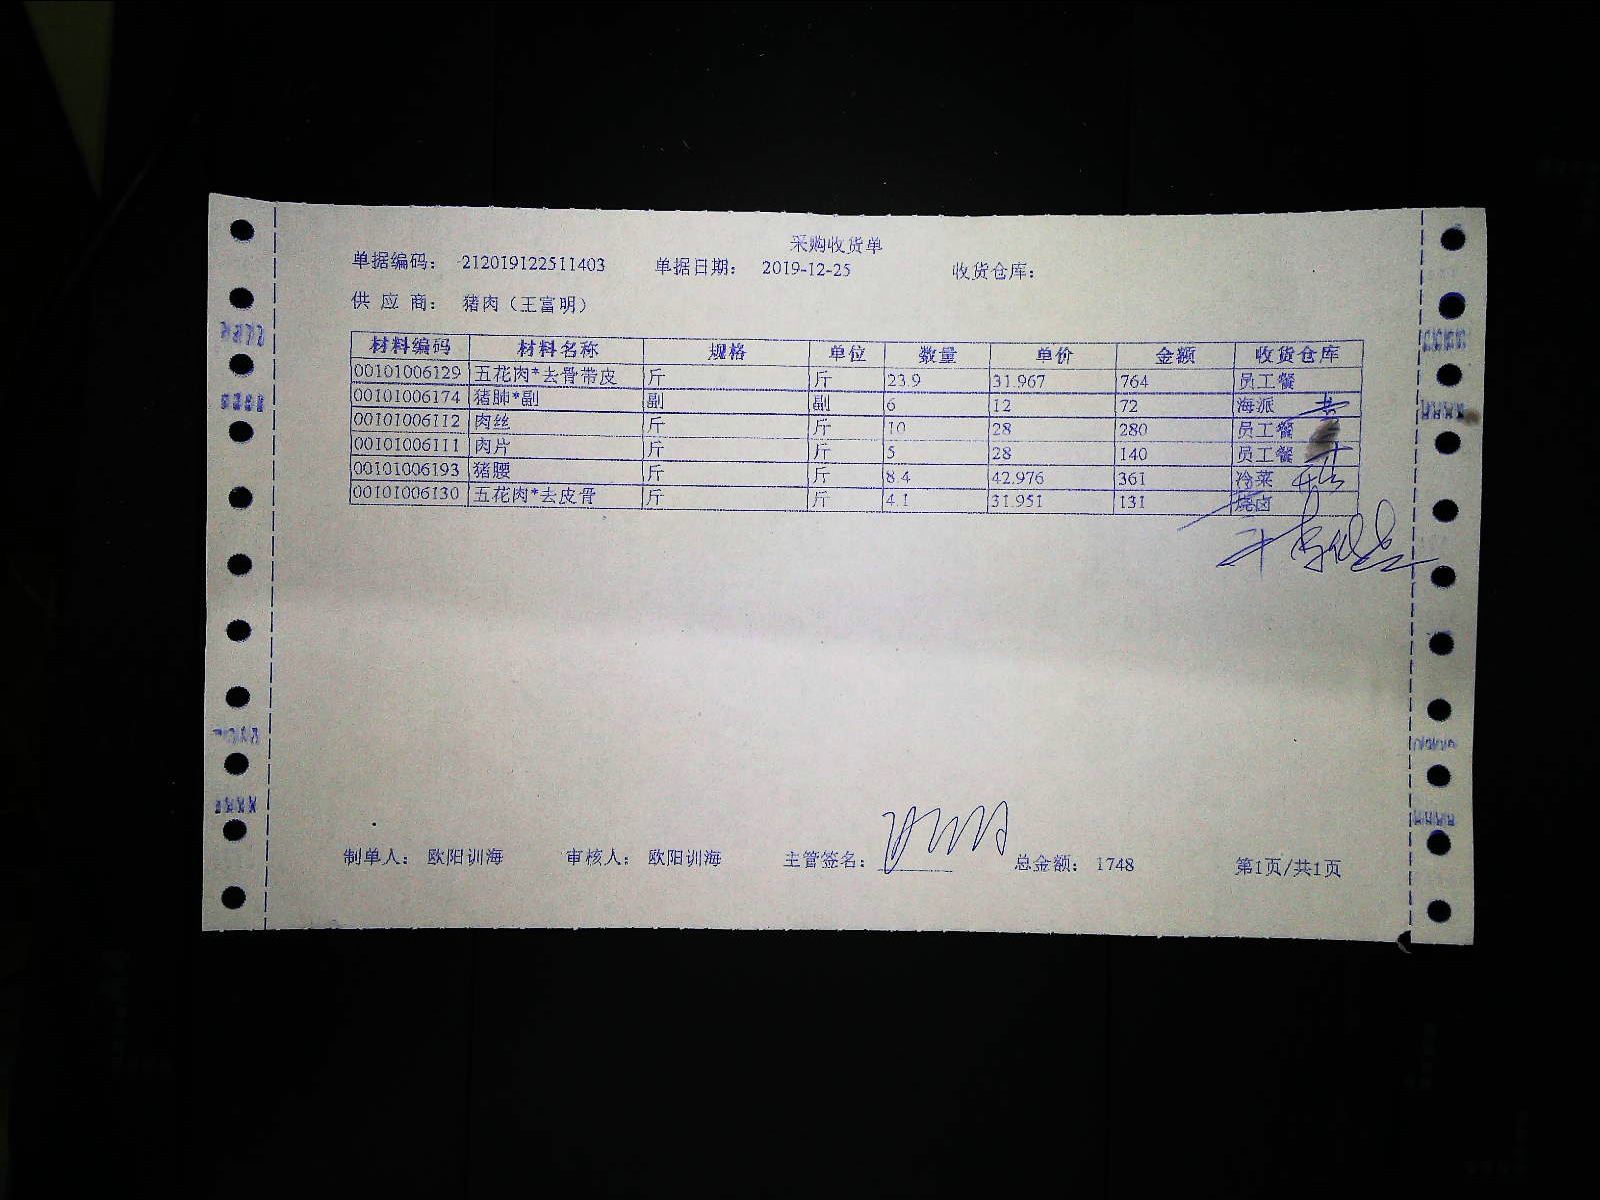 采购收货单
单据编码： 212019122511403 单据日期： 2019-12-25 收货仓库：
供 应 商： 猪肉（王富明）
材料编码 材料名称 规格 单位 数量 单价 金额 收货仓库
00101006129 五花肉*去骨带皮 斤 斤 23.9 31.967 764 员工餐
00101006174 猪肺*副 副 副 6 12 72 海派
00101006112 肉丝 斤 斤 10 28 280 员工餐
00101006111 肉片 斤 斤 5 28 140 员工餐
00101006193 猪腰 斤 斤 8.4 42.976 361 冷菜
00101006130 五花肉*去皮骨 斤 斤 4.1 31.951 131 烧卤
制单人： 欧阳训海 审核人： 欧阳训海 主管签名： 总金额： 1748 第1页/共1页